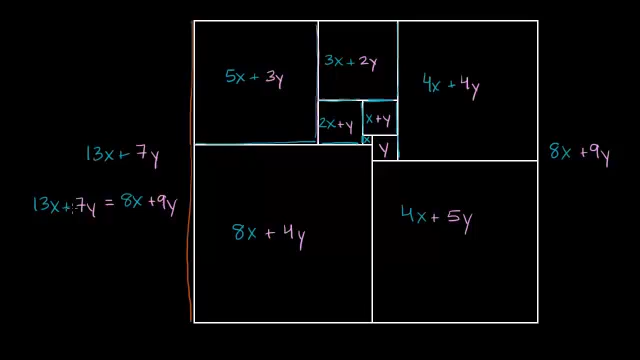 5x + 3y
3x + 2y
4x + 4y
2x+y
x+y
x
y
13x + 7y
8x +9y
13x+7y = 8x +9y
8x + 4y
4x + 5y